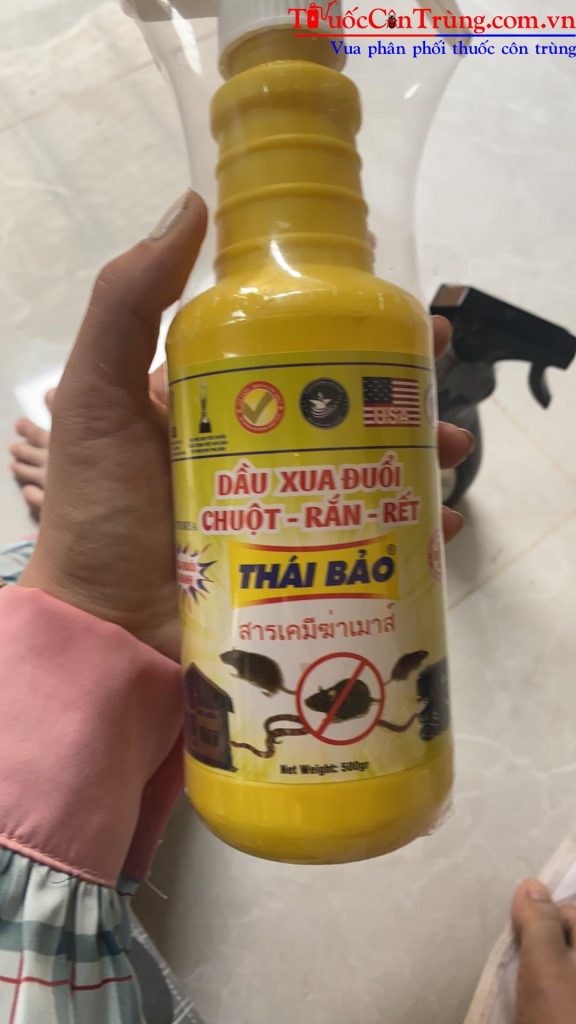 ThuốcCônTrùng.com.vn
Vua phân phối thuốc côn trùng
USA
DẦU XUA ĐUỔI
CHUỘT - RẮN - RẾT
THÁI BẢO®
สารเคมีฆ่าเมาส์
Net Weight: 500gr